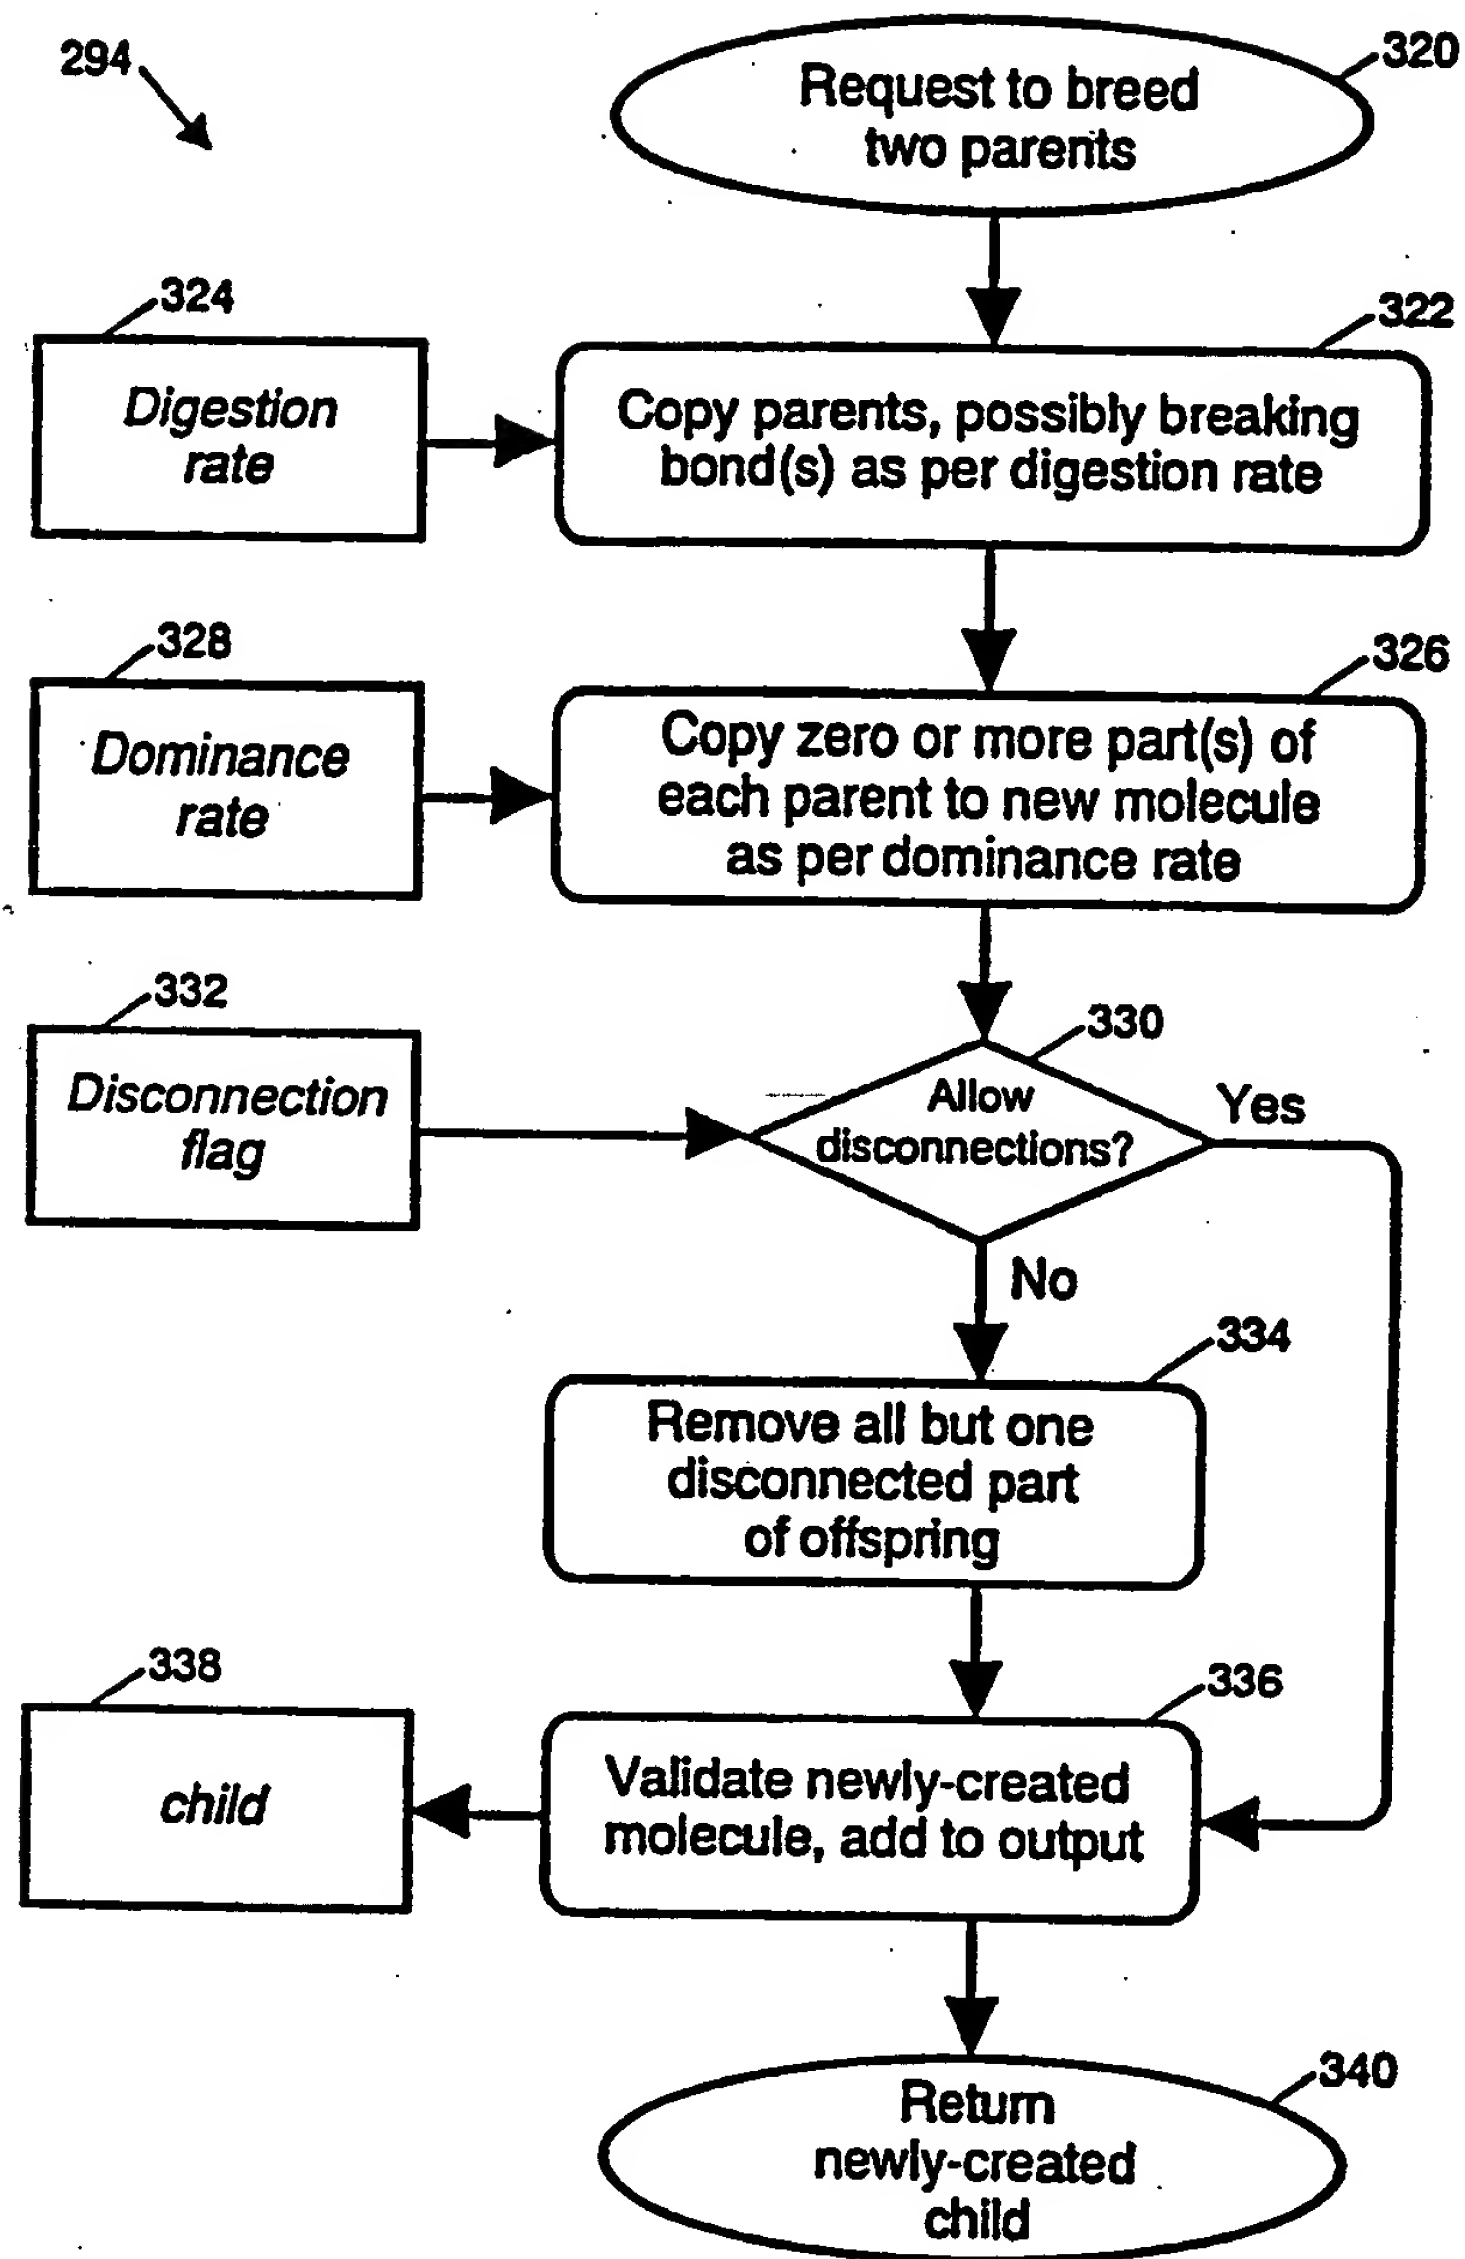 294
320
Request to breed
two parents
324
Digestion
rate
322
Copy parents, possibly breaking
bond(s) as per digestion rate
328
Dominance
rate
326
Copy zero or more part(s) of
each parent to new molecule
as per dominance rate
332
Disconnection
flag
330
Allow
disconnections?
Yes
No
334
Remove all but one
disconnected part
of offspring
338
child
336
Validate newly-created
molecule, add to output
340
Return
newly-created
child